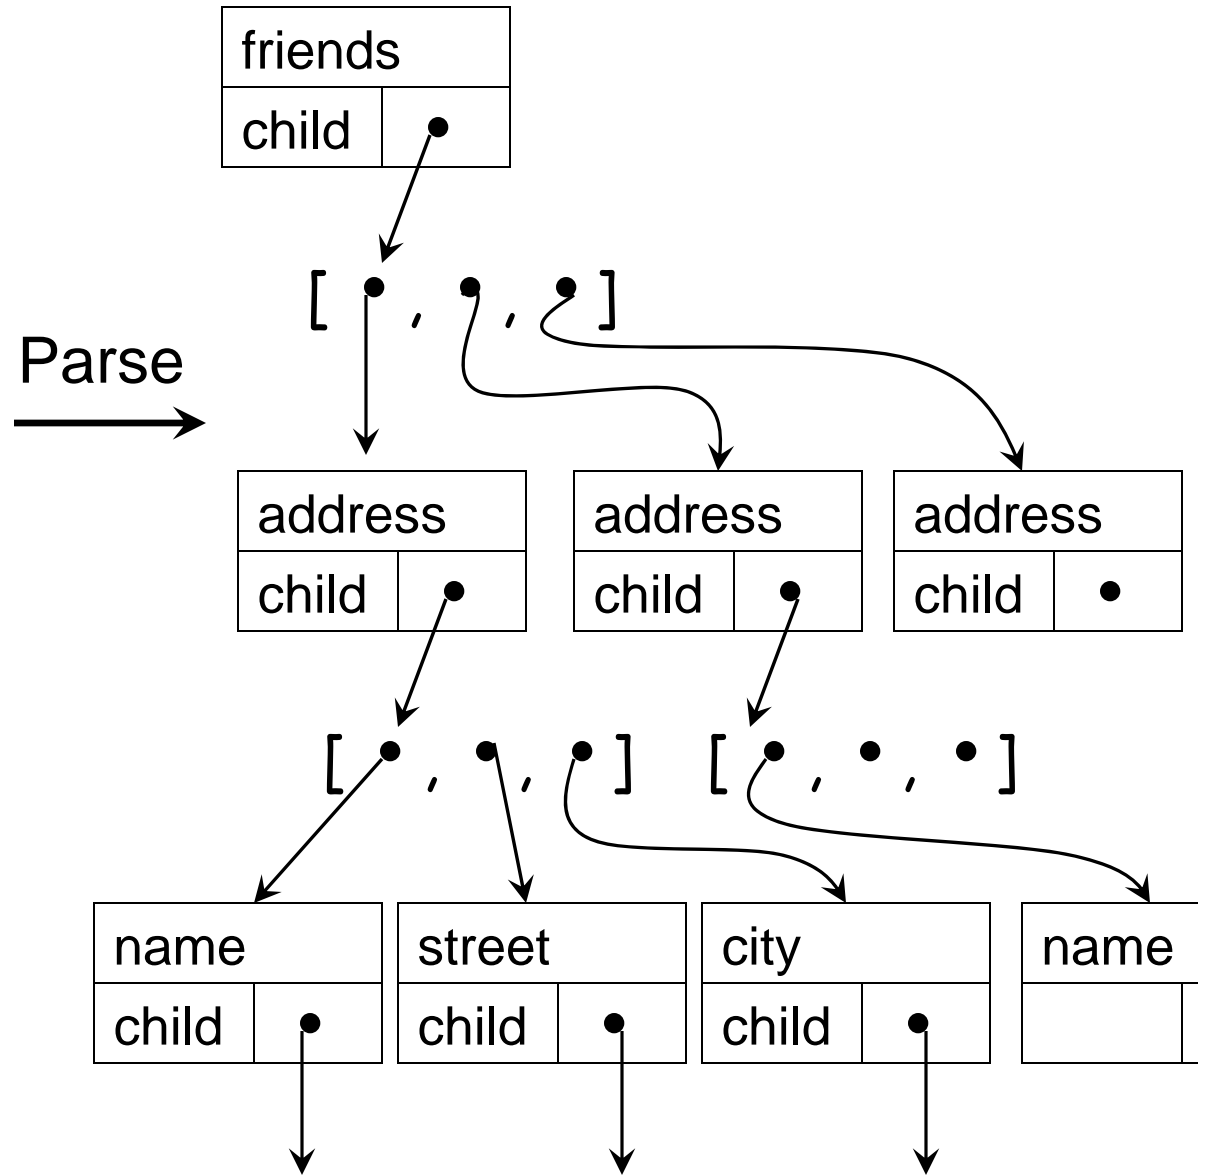 friends
child
[ • , • , • ]
Parse
address address address
child child child
[ • , • , • ] [ • , • , • ]
name street city name
child child child